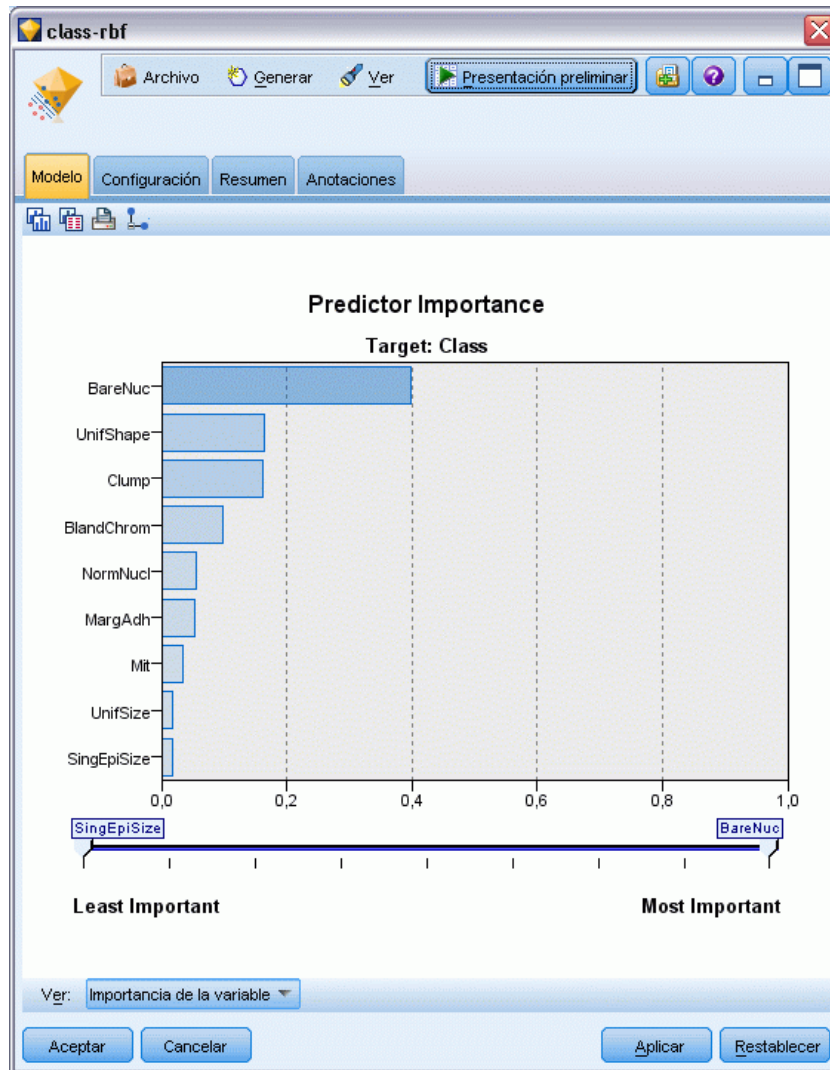 class-rbf
Archivo Generar Ver Presentación preliminar
Modelo Configuración Resumen Anotaciones
Predictor Importance
Target: Class
BareNuc
UnifShape
Clump
BlandChrom
NormNucl
MargAdh
Mit
UnifSize
SingEpiSize
0,0 0,2 0,4 0,6 0,8 1,0
SingEpiSize BareNuc
Least Important Most Important
Ver: Importancia de la variable
Aceptar Cancelar Aplicar Restablecer